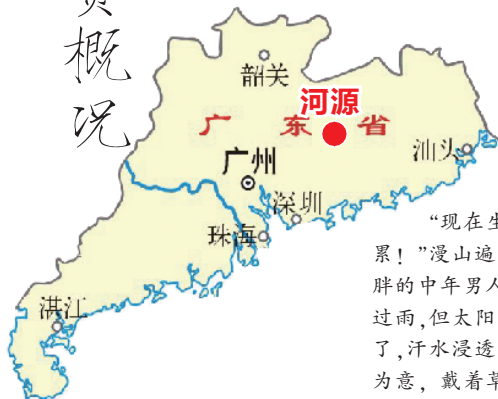 概况
韶关
河源
广东省
广州
汕头
深圳
珠海
湛江
“现在生
累！”漫山遍
胖的中年男人
过雨,但太阳
了,汗水浸透
为意，戴着草